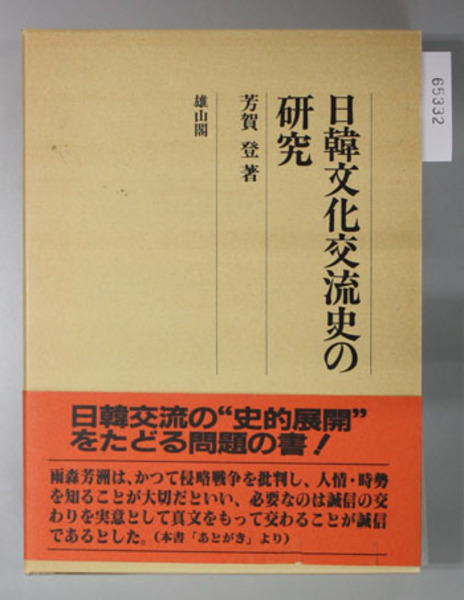 日韓文化交流史の
研究
芳賀 登 著
雄山閣
65332
日韓交流の“史的展開”
をたどる問題の書！
雨森芳洲は、かつて侵略戦争を批判し、人情・時勢
を知ることが大切だといい、必要なのは誠信の交
わりを実意として真文をもって交わることが誠信
であるとした。(本書「あとがき」より)